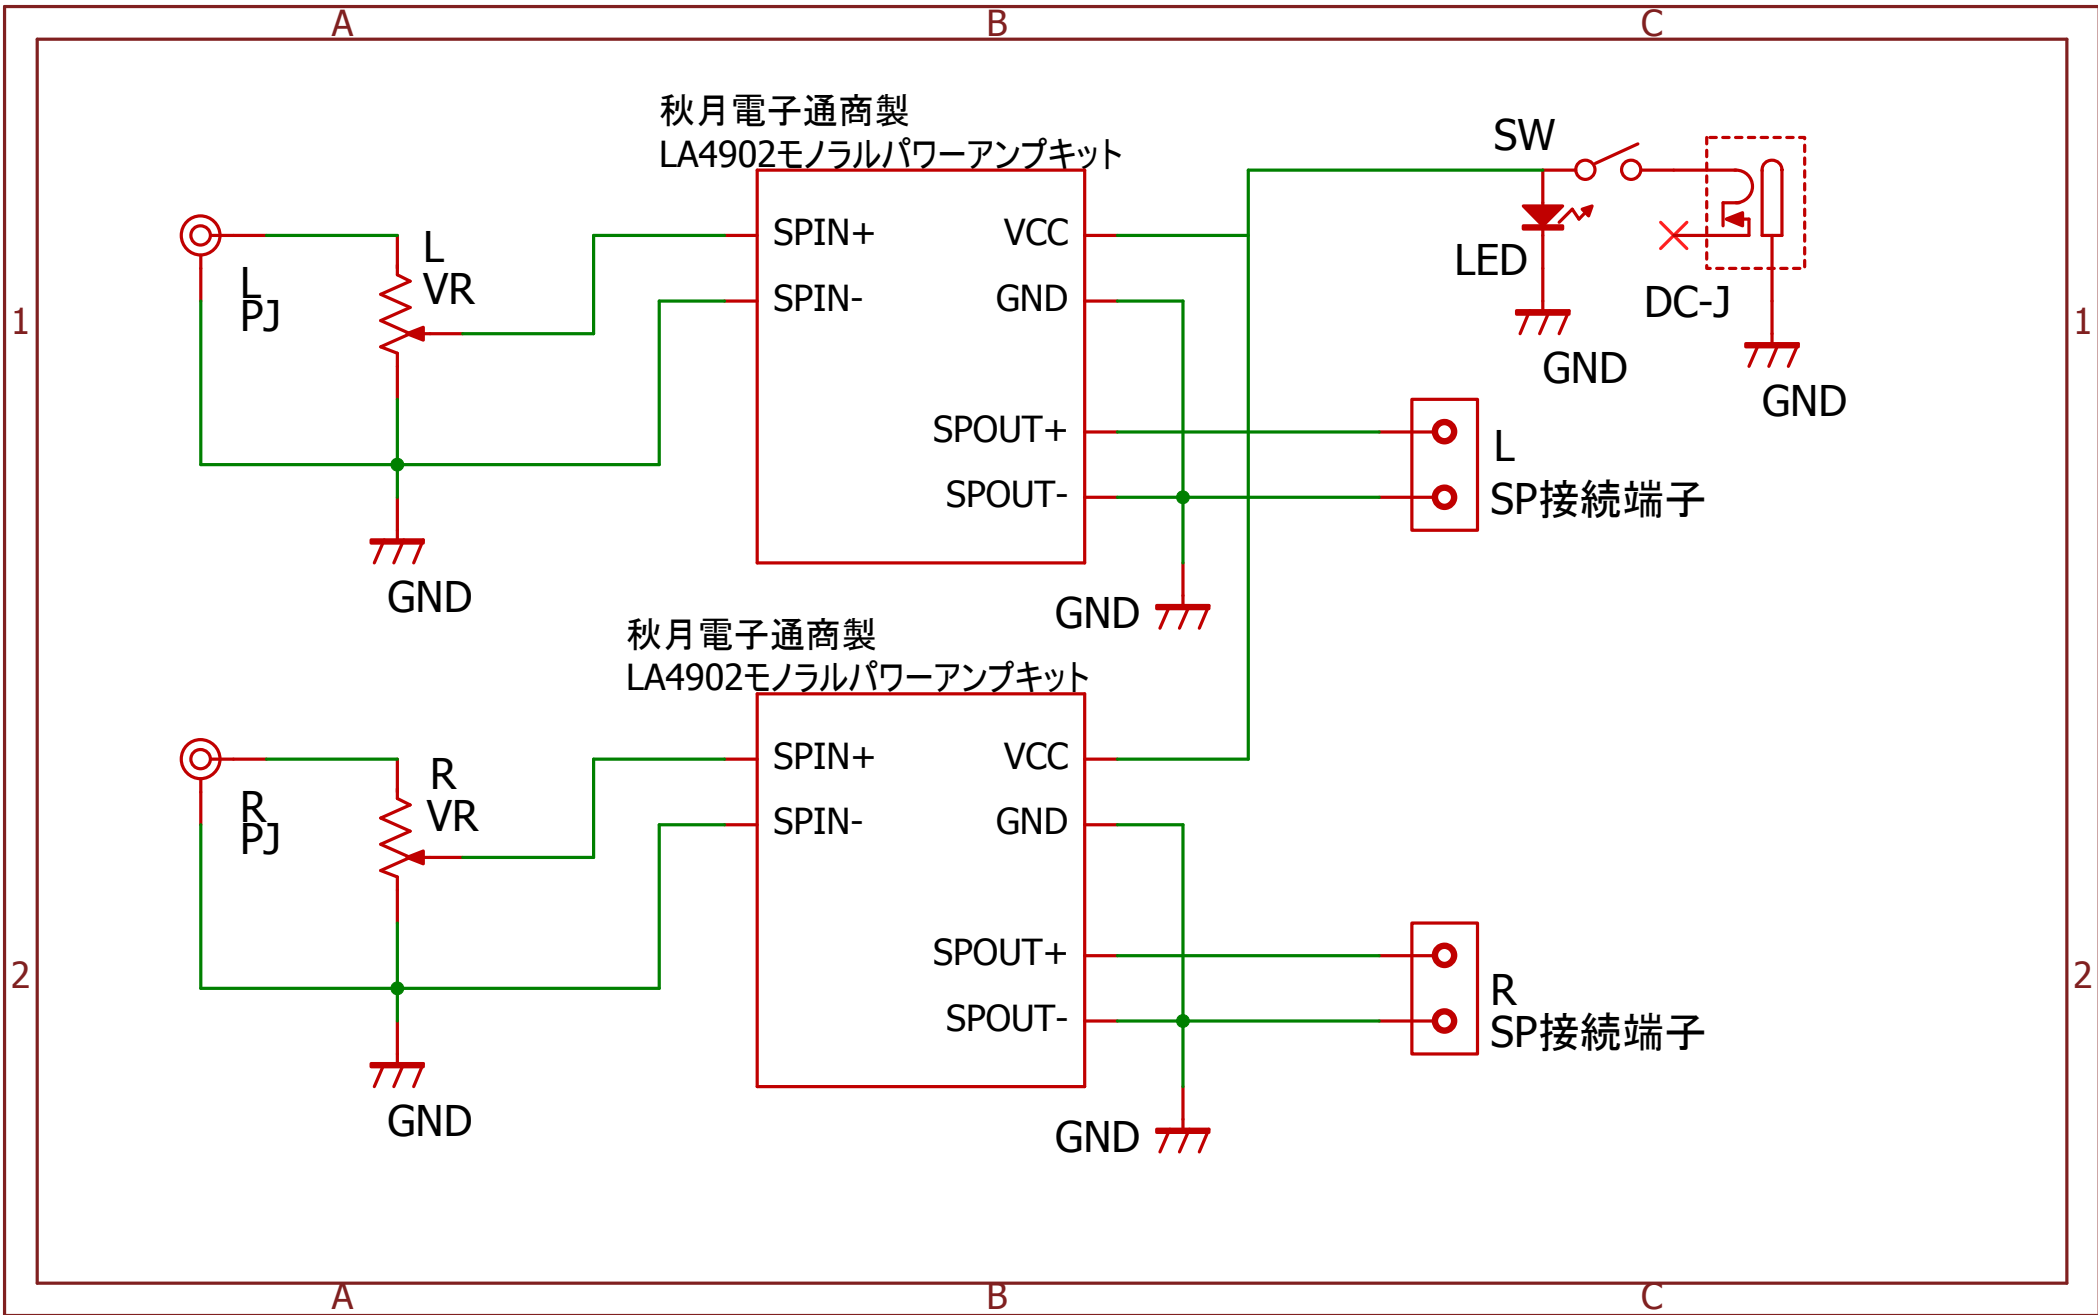 A
B
C
1
1
秋月電子通商製
LA4902モノラルパワーアンプキット
SPIN+
SPIN-
VCC
GND
SPOUT+
SPOUT-
L
PJ
L
VR
GND
GND
SW
LED
GND
DC-J
GND
L
SP接続端子
2
2
秋月電子通商製
LA4902モノラルパワーアンプキット
SPIN+
SPIN-
VCC
GND
SPOUT+
SPOUT-
R
PJ
R
VR
GND
GND
R
SP接続端子
A
B
C